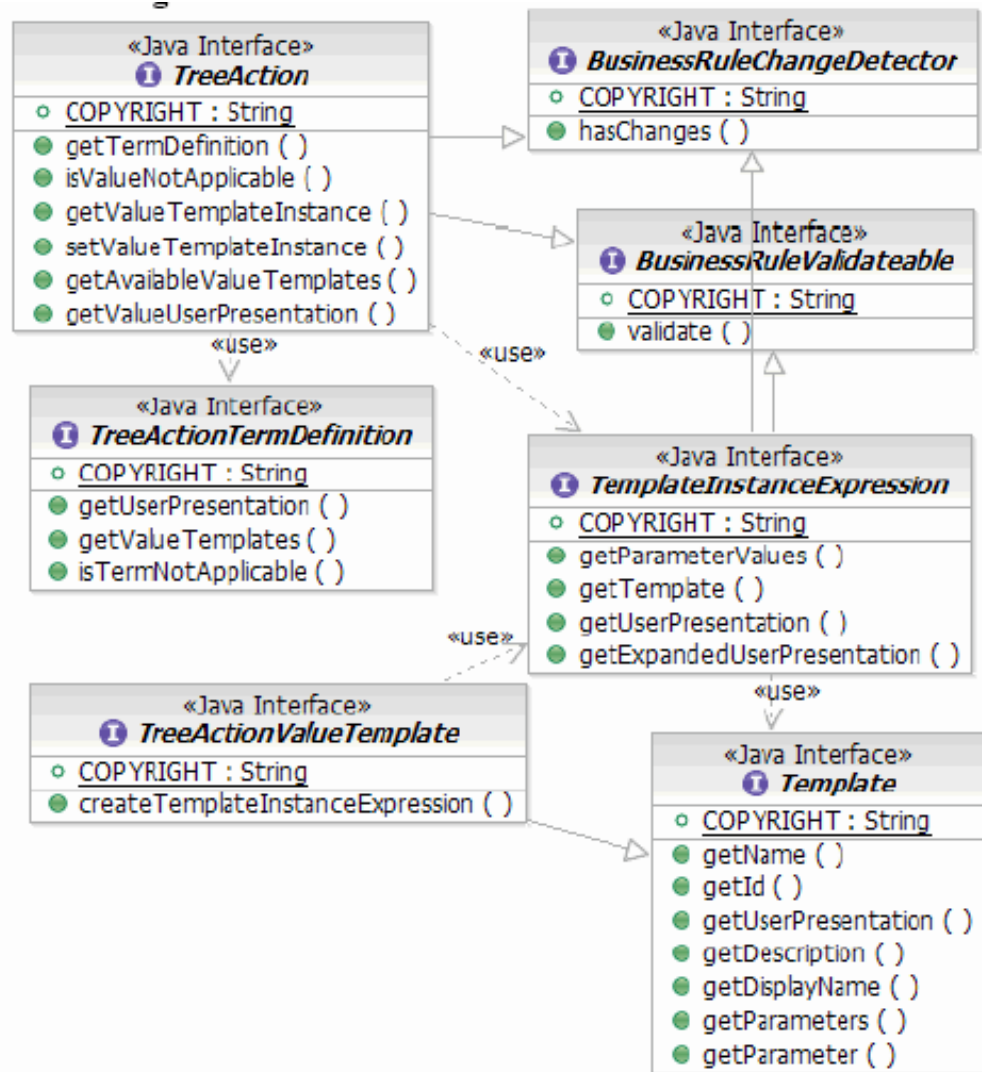 «Java Interface»
TreeAction
COPYRIGHT : String
getTermDefinition ( )
isValueNotApplicable ( )
getValueTemplateInstance ( )
setValueTemplateInstance ( )
getAvailableValueTemplates ( )
getValueUserPresentation ( )
«Java Interface»
BusinessRuleChangeDetector
COPYRIGHT : String
hasChanges ( )
«Java Interface»
BusinessRuleValidateable
COPYRIGHT : String
validate ( )
«use»
«use»
«Java Interface»
TreeActionTermDefinition
COPYRIGHT : String
getUserPresentation ( )
getValueTemplates ( )
isTermNotApplicable ( )
«Java Interface»
TemplateInstanceExpression
COPYRIGHT : String
getParameterValues ( )
getTemplate ( )
getUserPresentation ( )
getExpandedUserPresentation ( )
«use»
«use»
«Java Interface»
TreeActionValueTemplate
COPYRIGHT : String
createTemplateInstanceExpression ( )
«Java Interface»
Template
COPYRIGHT : String
getName ( )
getId ( )
getUserPresentation ( )
getDescription ( )
getDisplayName ( )
getParameters ( )
getParameter ( )